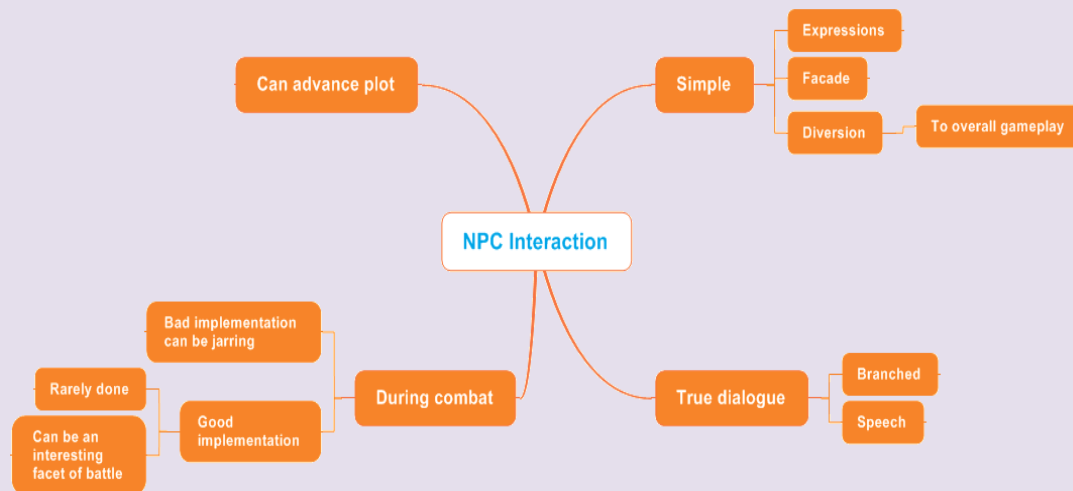 NPC Interaction
Can advance plot
Simple
Expressions
Facade
Diversion
To overall gameplay
True dialogue
Branched
Speech
During combat
Bad implementation
can be jarring
Good
implementation
Rarely done
Can be an
interesting
facet of battle